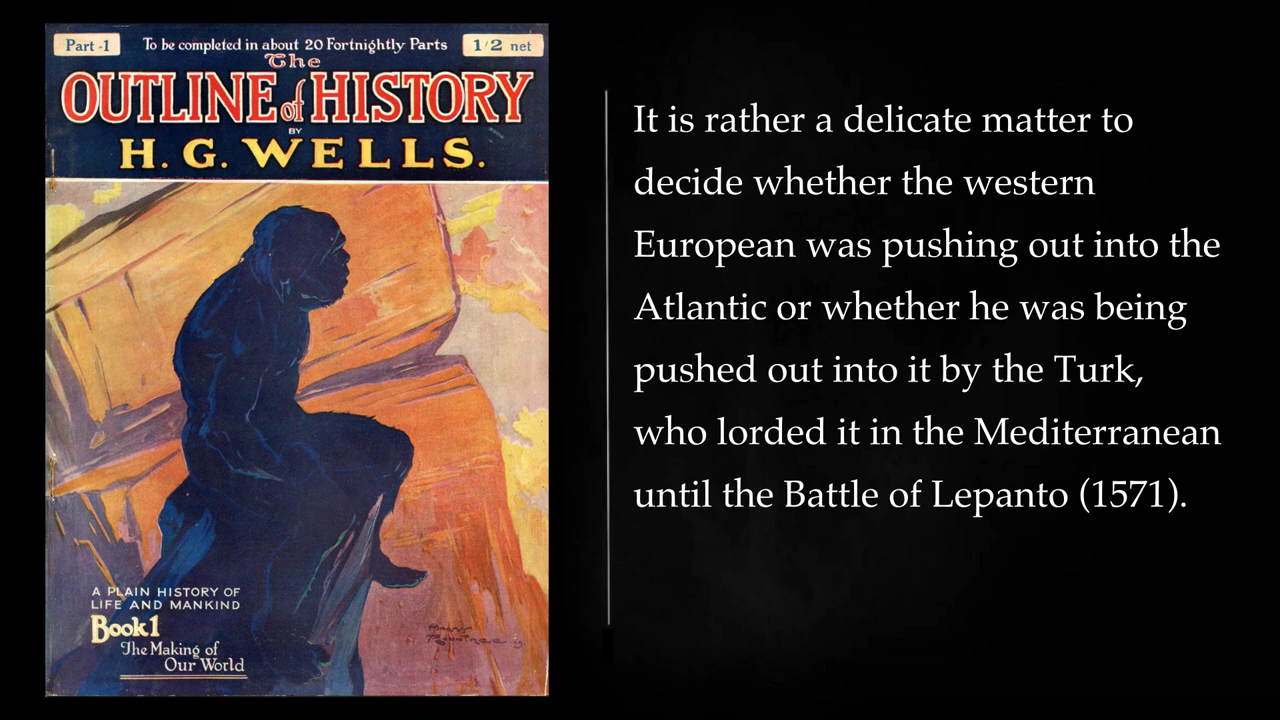 Part -1
To be completed in about 20 Fortnightly Parts
1/2 net
The
OUTLINE of HISTORY
BY
H. G. WELLS.
A PLAIN HISTORY OF
LIFE AND MANKIND
Book 1
The Making of
Our World
It is rather a delicate matter to
decide whether the western
European was pushing out into the
Atlantic or whether he was being
pushed out into it by the Turk,
who lorded it in the Mediterranean
until the Battle of Lepanto (1571).